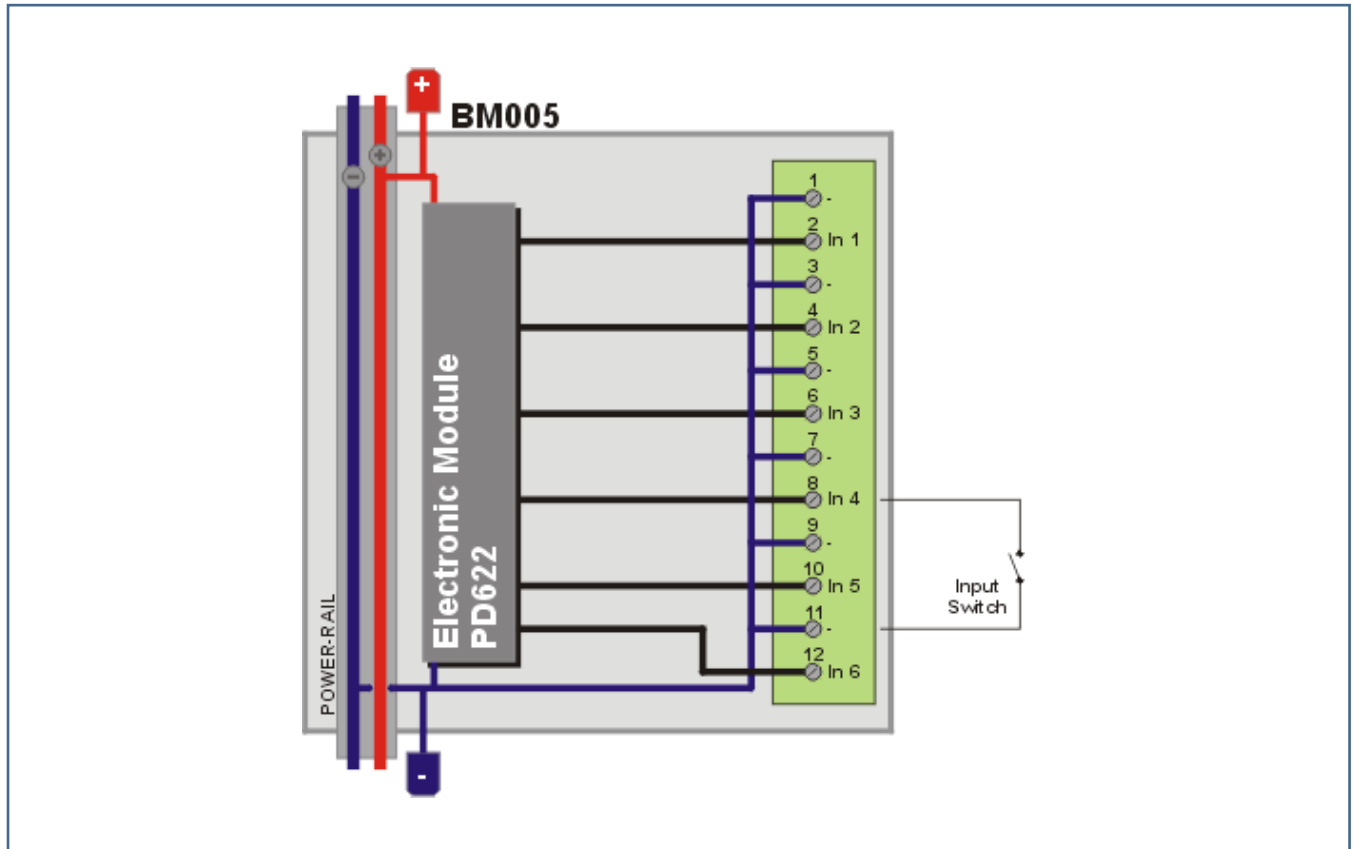 +
BM005
+
-
1
-
2
In 1
3
-
4
In 2
5
-
6
In 3
7
-
8
In 4
9
-
10
In 5
11
-
12
In 6
Electronic Module
PD622
POWER-RAIL
Input
Switch
-